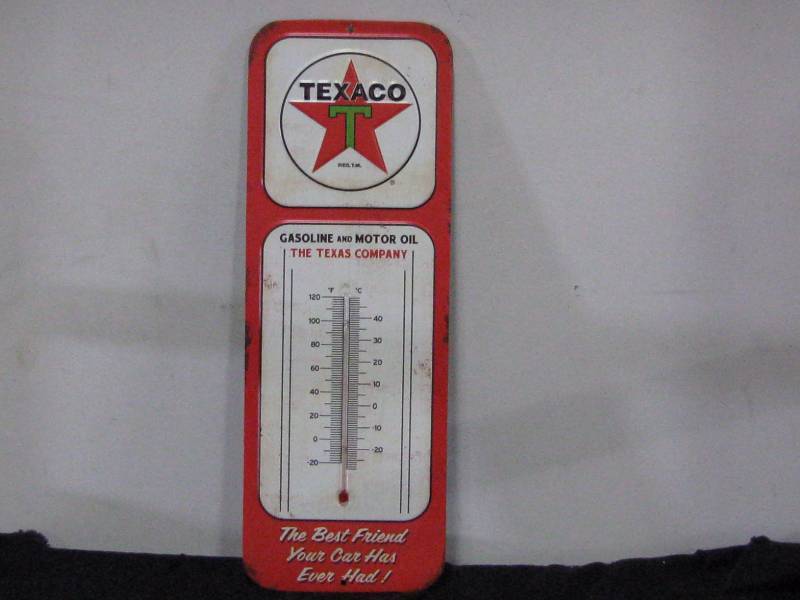 TEXACO
T
REG. T.M.
®
GASOLINE AND MOTOR OIL
THE TEXAS COMPANY
°F °C
120
100 40
80 30
60 20
40 10
20 0
0 -10
-20 -20
The Best Friend
Your Car Has
Ever Had!